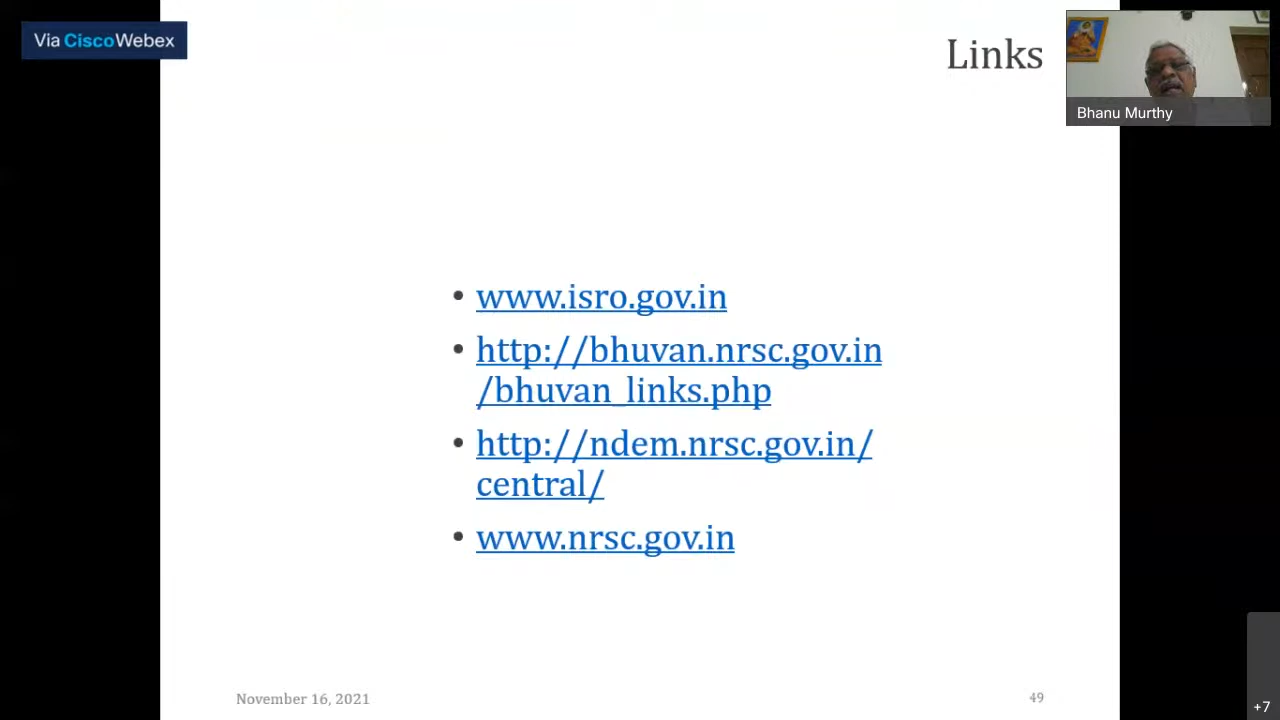 Via CiscoWebex
Links
Bhanu Murthy
• www.isro.gov.in
• http://bhuvan.nrsc.gov.in
/bhuvan_links.php
• http://ndem.nrsc.gov.in/
central/
• www.nrsc.gov.in
November 16, 2021
49
+7